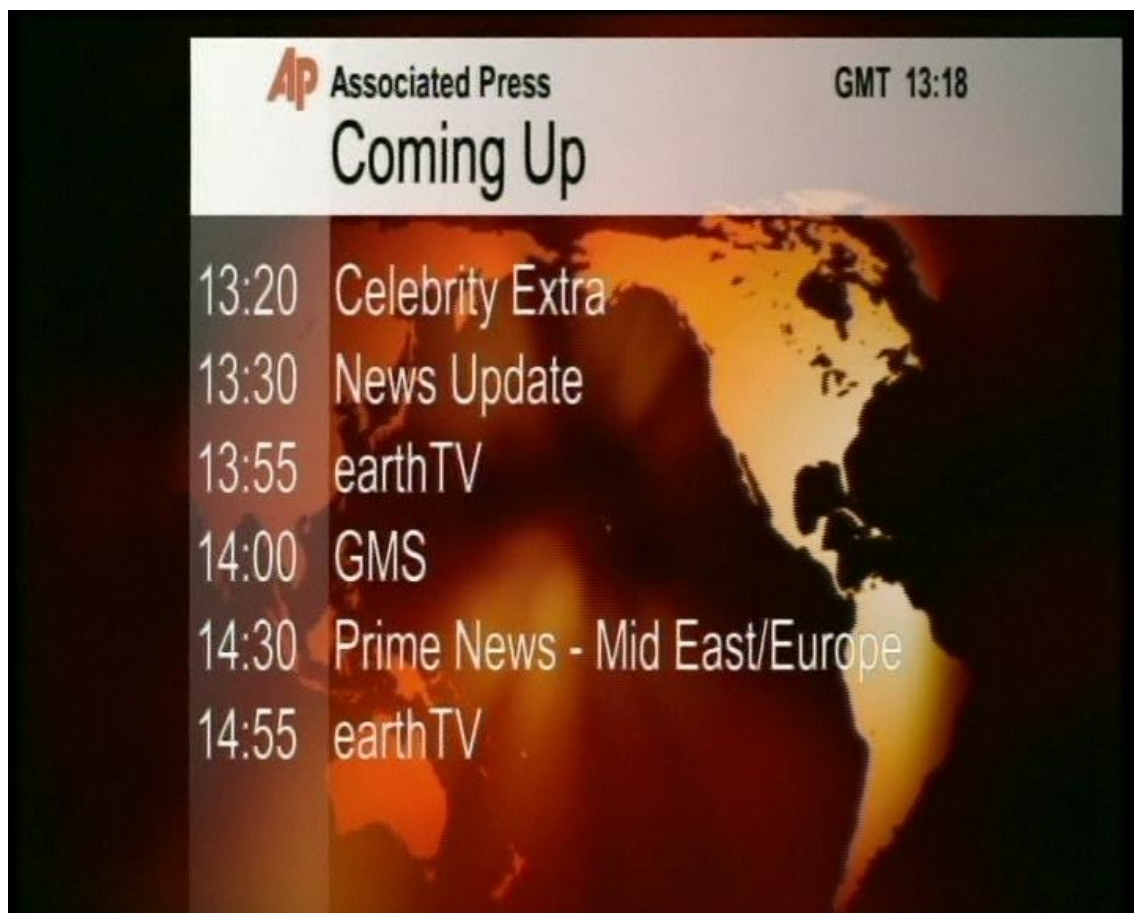 AP Associated Press GMT 13:18
Coming Up
13:20 Celebrity Extra
13:30 News Update
13:55 earthTV
14:00 GMS
14:30 Prime News - Mid East/Europe
14:55 earthTV